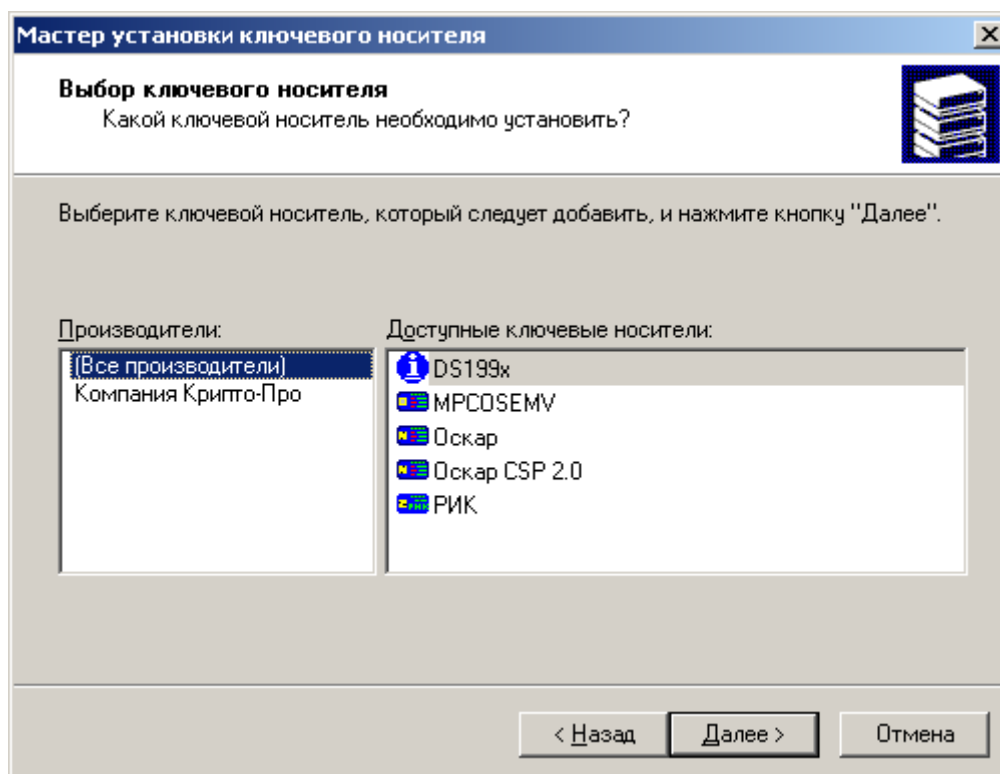 Мастер установки ключевого носителя
Выбор ключевого носителя
Какой ключевой носитель необходимо установить?
Выберите ключевой носитель, который следует добавить, и нажмите кнопку "Далее".
Производители:
(Все производители)
Компания Крипто-Про
Доступные ключевые носители:
DS199x
MPCOSEMV
Оскар
Оскар CSP 2.0
РИК
< Назад
Далее >
Отмена